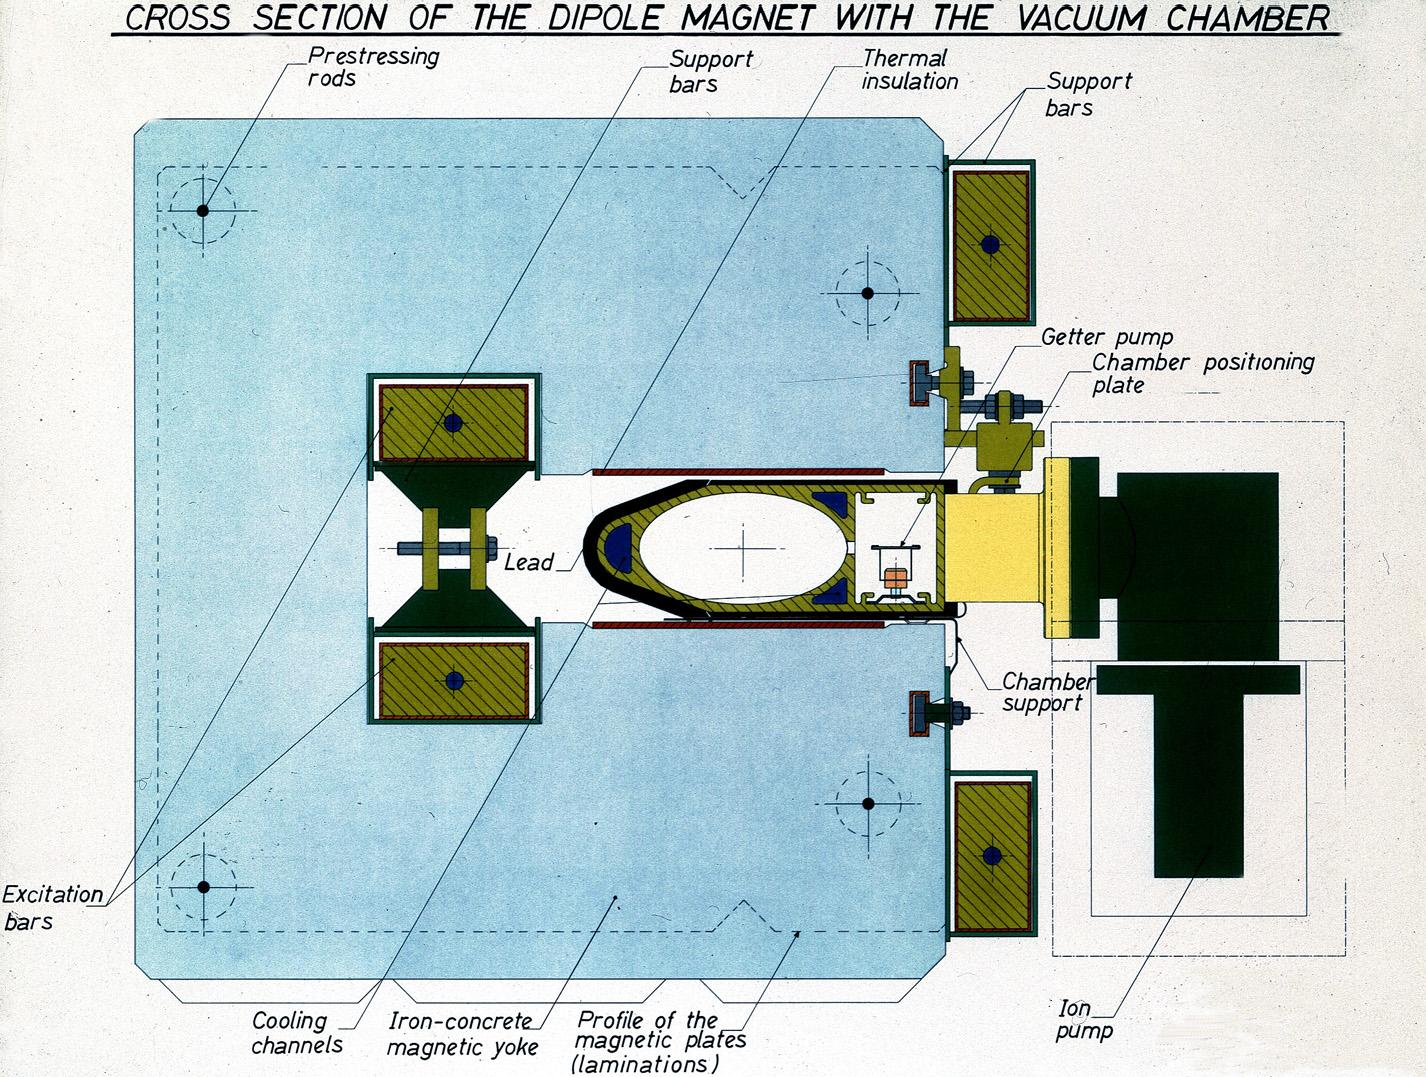 CROSS SECTION OF THE DIPOLE MAGNET WITH THE VACUUM CHAMBER
Prestressing
rods
Support
bars
Thermal
insulation
Support
bars
Getter pump
Chamber positioning
plate
Lead
Chamber
support
Excitation
bars
Cooling
channels
Iron-concrete
magnetic yoke
Profile of the
magnetic plates
(laminations)
Ion
pump